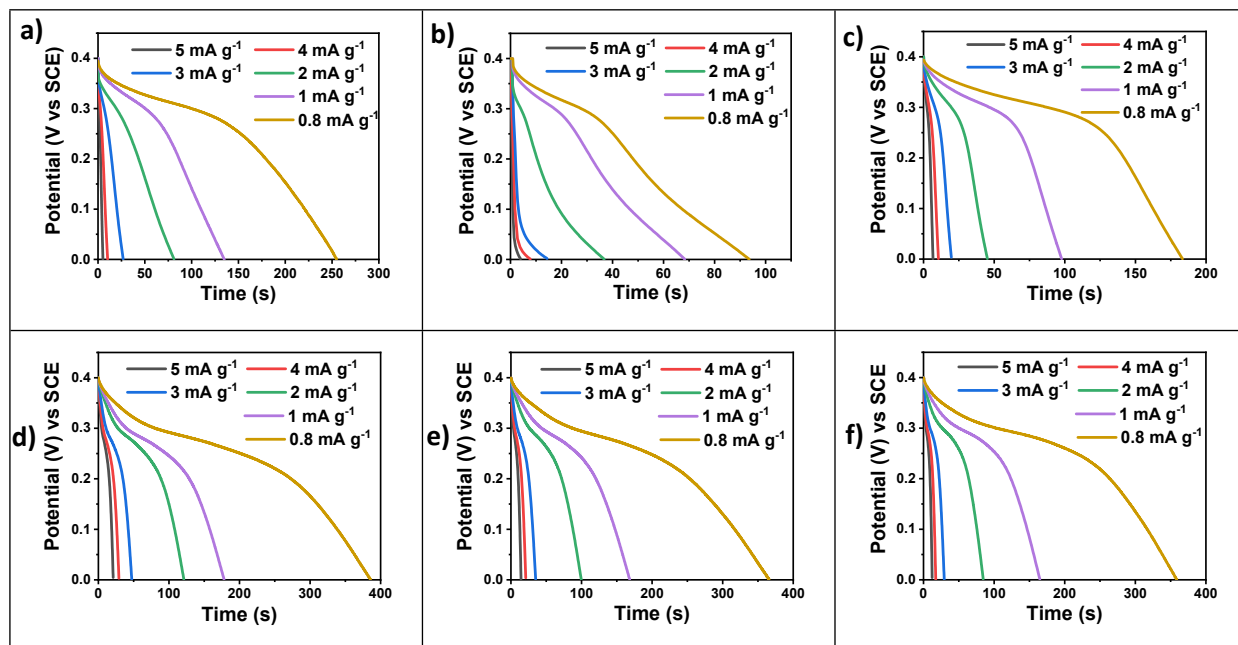 a)
5 mA g⁻¹ 4 mA g⁻¹
3 mA g⁻¹ 2 mA g⁻¹
1 mA g⁻¹
0.8 mA g⁻¹
Potential (V vs SCE)
0.4
0.3
0.2
0.1
0.0
0 50 100 150 200 250 300
Time (s)
b)
5 mA g⁻¹ 4 mA g⁻¹
3 mA g⁻¹ 2 mA g⁻¹
1 mA g⁻¹
0.8 mA g⁻¹
Potential (V vs SCE)
0.4
0.3
0.2
0.1
0.0
0 20 40 60 80 100
Time (s)
c)
5 mA g⁻¹ 4 mA g⁻¹
3 mA g⁻¹ 2 mA g⁻¹
1 mA g⁻¹
0.8 mA g⁻¹
Potential (V vs SCE)
0.4
0.3
0.2
0.1
0.0
0 50 100 150 200
Time (s)
d)
5 mA g⁻¹ 4 mA g⁻¹
3 mA g⁻¹ 2 mA g⁻¹
1 mA g⁻¹
0.8 mA g⁻¹
Potential (V) vs SCE
0.4
0.3
0.2
0.1
0.0
0 100 200 300 400
Time (s)
e)
5 mA g⁻¹ 4 mA g⁻¹
3 mA g⁻¹ 2 mA g⁻¹
1 mA g⁻¹
0.8 mA g⁻¹
Potential (V) vs SCE
0.4
0.3
0.2
0.1
0.0
0 100 200 300 400
Time (s)
f)
5 mA g⁻¹ 4 mA g⁻¹
3 mA g⁻¹ 2 mA g⁻¹
1 mA g⁻¹
0.8 mA g⁻¹
Potential (V) vs SCE
0.4
0.3
0.2
0.1
0.0
0 100 200 300 400
Time (s)